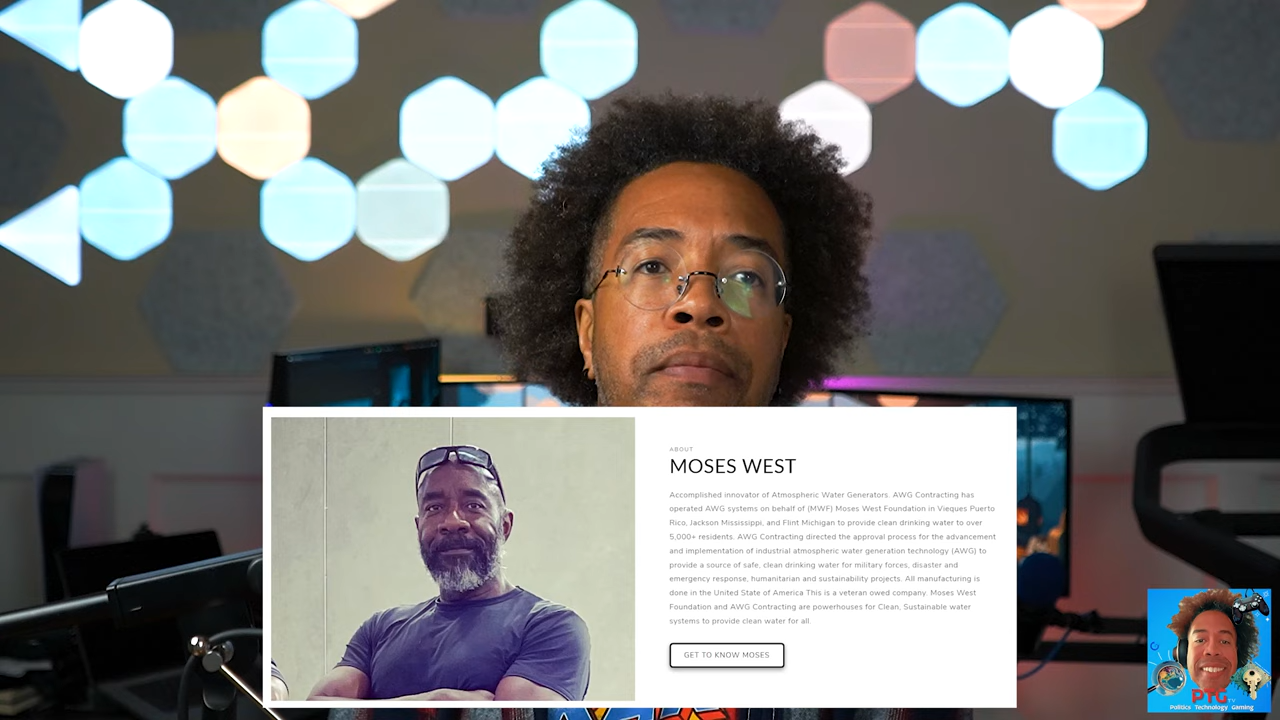 ABOUT
MOSES WEST
Accomplished innovator of Atmospheric Water Generators. AWG Contracting has
operated AWG systems on behalf of (MWF) Moses West Foundation in Vieques Puerto
Rico, Jackson Mississippi, and Flint Michigan to provide clean drinking water to over
5,000+ residents. AWG Contracting directed the approval process for the advancement
and implementation of industrial atmospheric water generation technology (AWG) to
provide a source of safe, clean drinking water for military forces, disaster and
emergency response, humanitarian and sustainability projects. All manufacturing is
done in the United State of America This is a veteran owed company. Moses West
Foundation and AWG Contracting are powerhouses for Clean, Sustainable water
systems to provide clean water for all.
GET TO KNOW MOSES
PTG
Politics Technology Gaming